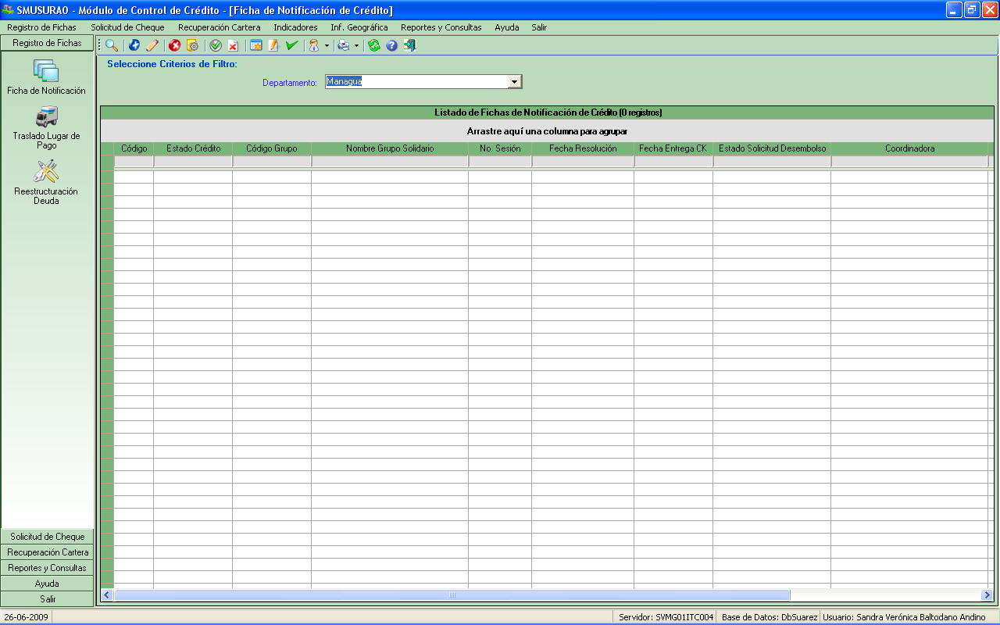 SMUSURA0 - Módulo de Control de Crédito - [Ficha de Notificación de Crédito]
Registro de Fichas Solicitud de Cheque Recuperación Cartera Indicadores Inf. Geográfica Reportes y Consultas Ayuda Salir
Registro de Fichas
Seleccione Criterios de Filtro:
Ficha de Notificación
Traslado Lugar de
Pago
Reestructuración
Deuda
Departamento: Managua
Listado de Fichas de Notificación de Crédito (0 registros)
Arrastre aquí una columna para agrupar
Código Estado Crédito Código Grupo Nombre Grupo Solidario No. Sesión Fecha Resolución Fecha Entrega CK Estado Solicitud Desembolso Coordinadora
Solicitud de Cheque
Recuperación Cartera
Reportes y Consultas
Ayuda
Salir
26-06-2009 Servidor: SVMG01ITC004 Base de Datos: DbSuarez Usuario: Sandra Verónica Baltodano Andino